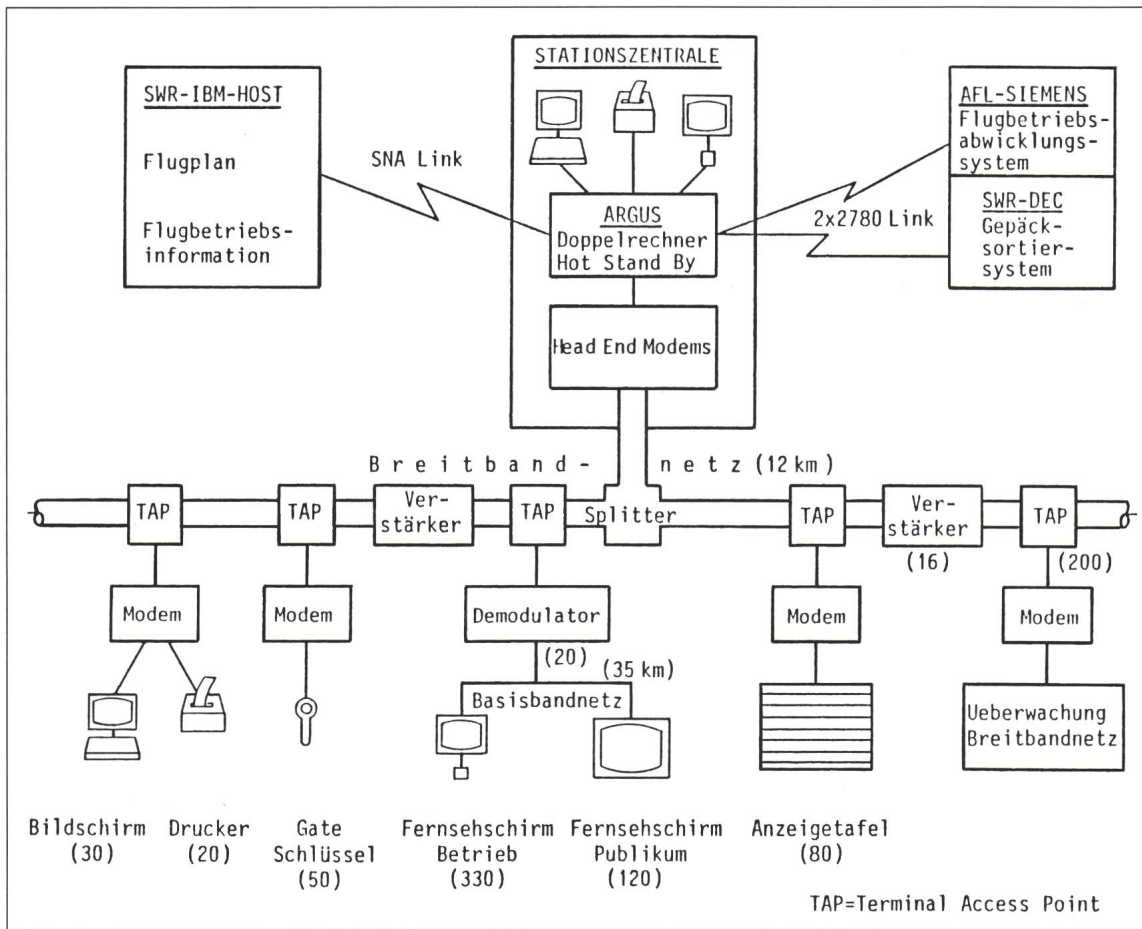 STATIONSZENTRALE
SWR-IBM-HOST
Flugplan
Flugbetriebs-
information
SNA Link
ARGUS
Doppelrechner
Hot Stand By
2x2780 Link
AFL-SIEMENS
Flugbetriebs-
abwicklungs-
system
SWR-DEC
Gepäck-
sortier-
system
Head End Modems
Breitband- netz (12 km)
TAP
TAP
Ver-
stärker
TAP
Splitter
TAP
Ver-
stärker
(16)
TAP
(200)
Modem
Modem
Demodulator
(20)
(35 km)
Basisbandnetz
Modem
Modem
Ueberwachung
Breitbandnetz
Bildschirm
(30)
Drucker
(20)
Gate
Schlüssel
(50)
Fernsehschirm
Betrieb
(330)
Fernsehschirm
Publikum
(120)
Anzeigetafel
(80)
TAP=Terminal Access Point